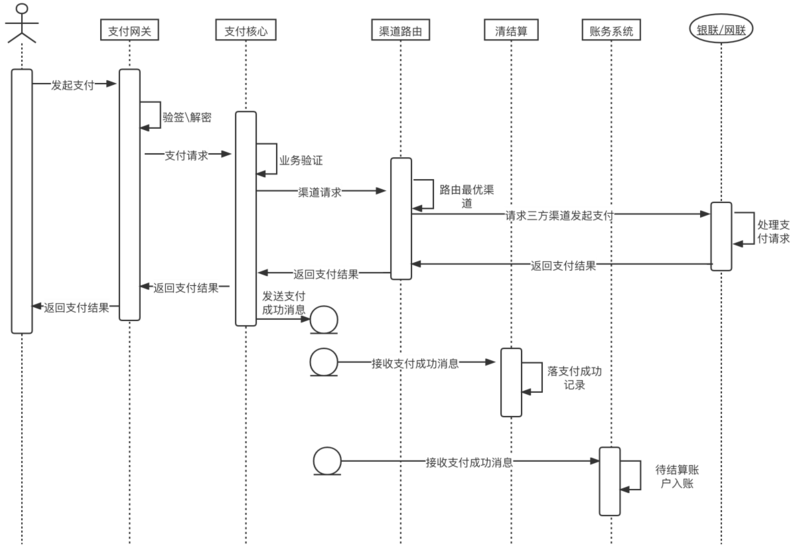 支付网关
支付核心
渠道路由
清结算
账务系统
银联/网联
发起支付
验签\解密
支付请求
业务验证
渠道请求
路由最优渠
道
请求三方渠道发起支付
处理支
付请求
返回支付结果
返回支付结果
返回支付结果
返回支付结果
发送支付
成功消息
接收支付成功消息
落支付成功
记录
接收支付成功消息
待结算账
户入账